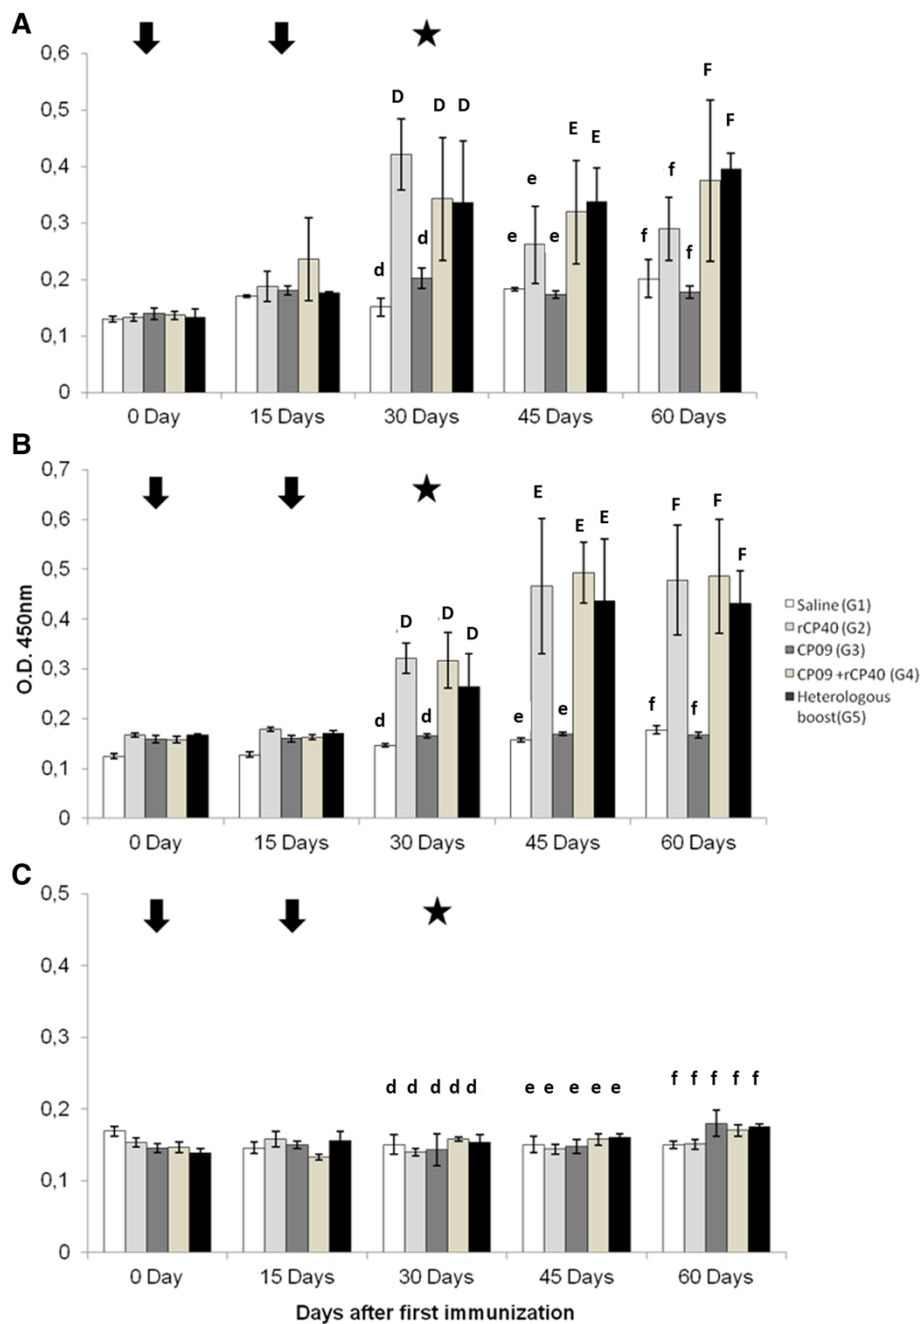 A
0,6
D
D
D
F
F
0,5
0,4
E
E
e
f
0,3
d
d
e
e
f
f
0,2
0,1
0
0 Day
15 Days
30 Days
45 Days
60 Days
B
0,7
O.D. 450nm
0,6
E
E
E
F
F
F
0,5
0,4
D
D
D
0,3
d
d
e
e
f
f
0,2
0,1
0
0 Day
15 Days
30 Days
45 Days
60 Days
Saline (G1)
rCP40 (G2)
CP09 (G3)
CP09 +rCP40 (G4)
Heterologous
boost(G5)
C
0,5
0,4
0,3
d d d d d
e e e e e
f f f f f
0,2
0,1
0
0 Day
15 Days
30 Days
45 Days
60 Days
Days after first immunization